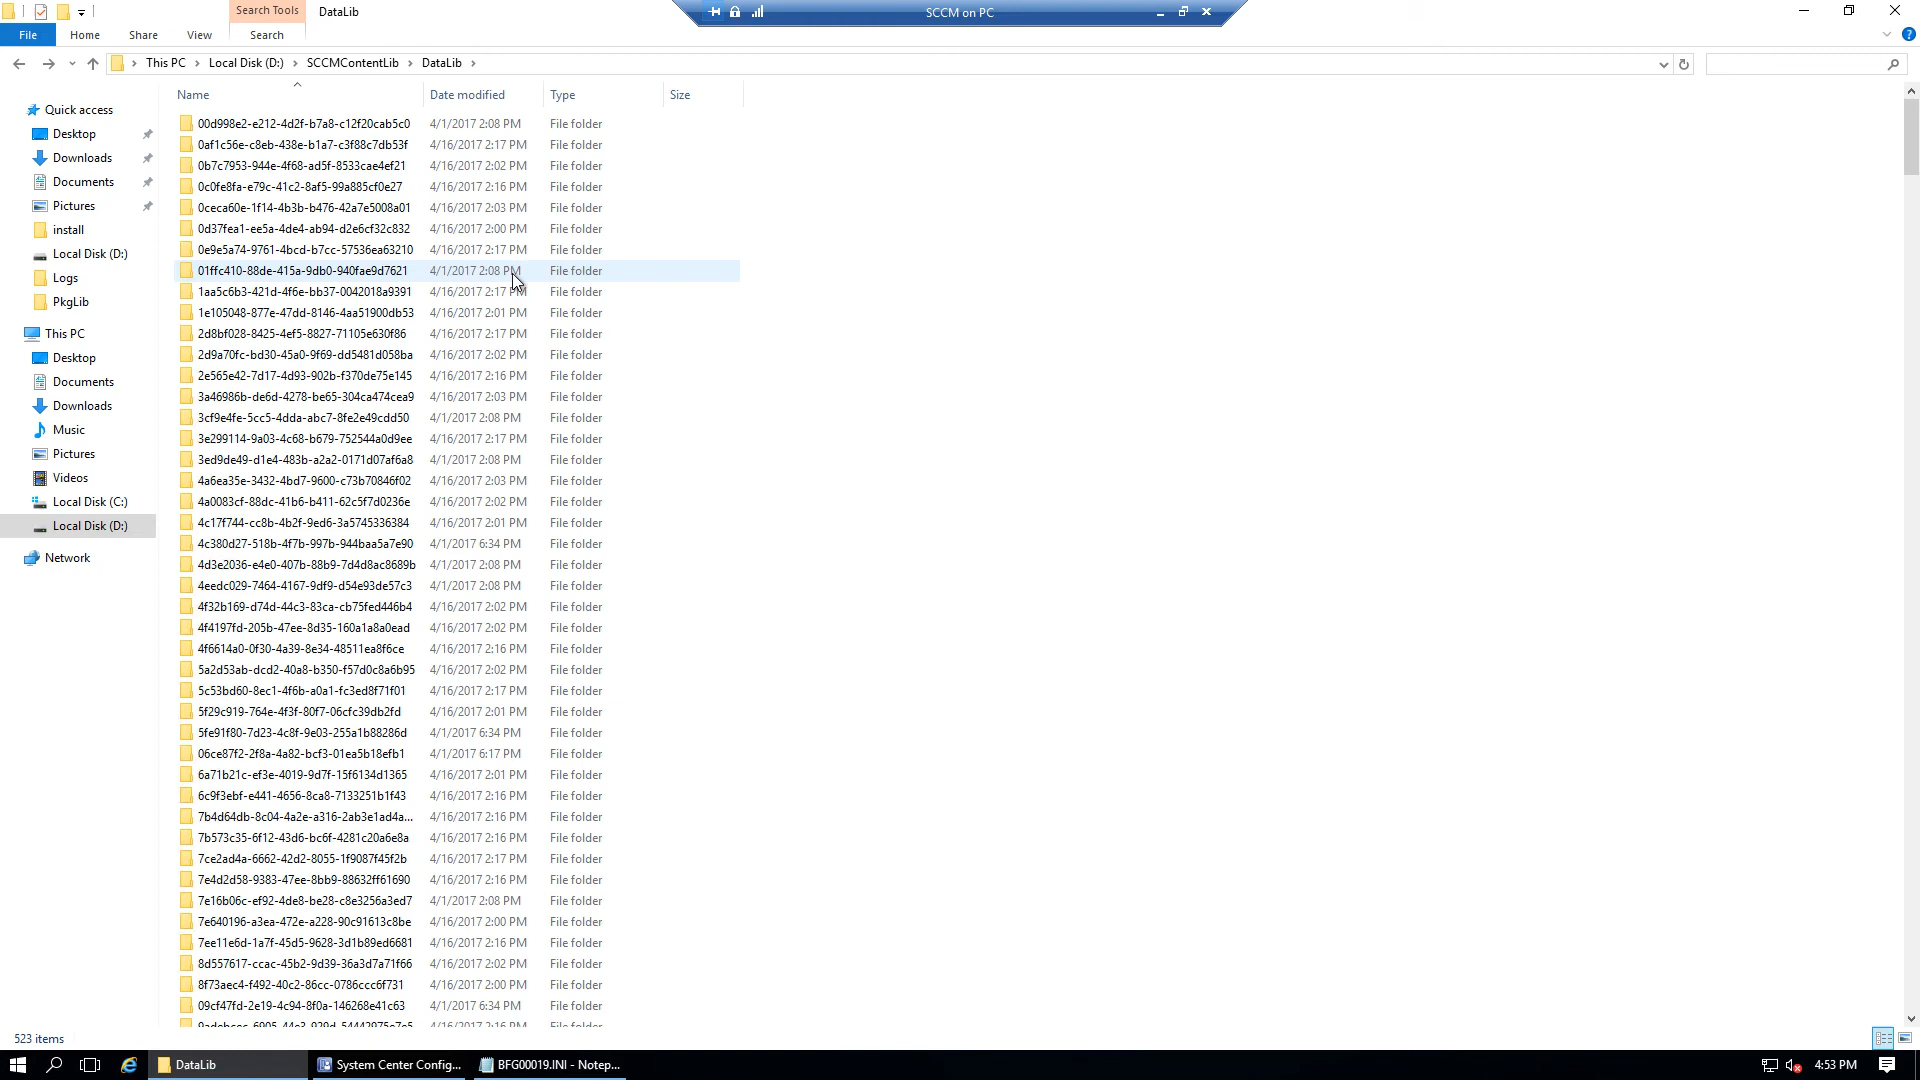 Search Tools
DataLib
SCCM on PC
File
Home
Share
View
Search
This PC
Local Disk (D:)
SCCMContentLib
DataLib
Name
Date modified
Type
Size
Quick access
Desktop
Downloads
Documents
Pictures
install
Local Disk (D:)
Logs
PkgLib
This PC
Desktop
Documents
Downloads
Music
Pictures
Videos
Local Disk (C:)
Local Disk (D:)
Network
00d998e2-e212-4d2f-b7a8-c12f20cab5c0 4/1/2017 2:08 PM File folder
0af1c56e-c8eb-438e-b1a7-c3f88c7db53f 4/16/2017 2:17 PM File folder
0b7c7953-944e-4f68-ad5f-8533cae4ef21 4/16/2017 2:02 PM File folder
0c0fe8fa-e79c-41c2-8af5-99a885cf0e27 4/16/2017 2:16 PM File folder
0ceca60e-1f14-4b3b-b476-42a7e5008a01 4/16/2017 2:03 PM File folder
0d37fea1-ee5a-4de4-ab94-d2e6cf32c832 4/16/2017 2:00 PM File folder
0e9e5a74-9761-4bcd-b7cc-57536ea63210 4/16/2017 2:17 PM File folder
01ffc410-88de-415a-9db0-940fae9d7621 4/1/2017 2:08 PM File folder
1aa5c6b3-421d-4f6e-bb37-0042018a9391 4/16/2017 2:17 PM File folder
1e105048-877e-47dd-8146-4aa51900db53 4/16/2017 2:01 PM File folder
2d8bf028-8425-4ef5-8827-71105e630f86 4/16/2017 2:17 PM File folder
2d9a70fc-bd30-45a0-9f69-dd5481d058ba 4/16/2017 2:02 PM File folder
2e565e42-7d17-4d93-902b-f370de75e145 4/16/2017 2:16 PM File folder
3a46986b-de6d-4278-be65-304ca474cea9 4/16/2017 2:03 PM File folder
3cf9e4fe-5cc5-4dda-abc7-8fe2e49cdd50 4/1/2017 2:08 PM File folder
3e299114-9a03-4c68-b679-752544a0d9ee 4/16/2017 2:17 PM File folder
3ed9de49-d1e4-483b-a2a2-0171d07af6a8 4/1/2017 2:08 PM File folder
4a6ea35e-3432-4bd7-9600-c73b70846f02 4/16/2017 2:03 PM File folder
4a0083cf-88dc-41b6-b411-62c5f7d0236e 4/16/2017 2:02 PM File folder
4c17f744-cc8b-4b2f-9ed6-3a5745336384 4/16/2017 2:01 PM File folder
4c380d27-518b-4f7b-997b-944baa5a7e90 4/1/2017 6:34 PM File folder
4d3e2036-e4e0-407b-88b9-7d4d8ac8689b 4/1/2017 2:08 PM File folder
4eedc029-7464-4167-9df9-d54e93de57c3 4/1/2017 2:08 PM File folder
4f32b169-d74d-44c3-83ca-cb75fed446b4 4/16/2017 2:02 PM File folder
4f4197fd-205b-47ee-8d35-160a1a8a0ead 4/16/2017 2:02 PM File folder
4f6614a0-0f30-4a39-8e34-48511ea8f6ce 4/16/2017 2:16 PM File folder
5a2d53ab-dcd2-40a8-b350-f57d0c8a6b95 4/16/2017 2:02 PM File folder
5c53bd60-8ec1-4f6b-a0a1-fc3ed8f71f01 4/16/2017 2:17 PM File folder
5f29c919-764e-4f3f-80f7-06cfc39db2fd 4/16/2017 2:01 PM File folder
5fe91f80-7d23-4c8f-9e03-255a1b88286d 4/1/2017 6:34 PM File folder
06ce87f2-2f8a-4a82-bcf3-01ea5b18efb1 4/1/2017 6:17 PM File folder
6a71b21c-ef3e-4019-9d7f-15f6134d1365 4/16/2017 2:01 PM File folder
6c9f3ebf-e441-4656-8ca8-7133251b1f43 4/16/2017 2:16 PM File folder
7b4d64db-8c04-4a2e-a316-2ab3e1ad4a... 4/16/2017 2:16 PM File folder
7b573c35-6f12-43d6-bc6f-4281c20a6e8a 4/16/2017 2:16 PM File folder
7ce2ad4a-6662-42d2-8055-1f9087f45f2b 4/16/2017 2:17 PM File folder
7e4d2d58-9383-47ee-8bb9-88632ff61690 4/16/2017 2:16 PM File folder
7e16b06c-ef92-4de8-be28-c8e3256a3ed7 4/1/2017 2:08 PM File folder
7e640196-a3ea-472e-a228-90c91613c8be 4/16/2017 2:00 PM File folder
7ee11e6d-1a7f-45d5-9628-3d1b89ed6681 4/16/2017 2:16 PM File folder
8d557617-ccac-45b2-9d39-36a3d7a71f66 4/16/2017 2:02 PM File folder
8f73aec4-f492-40c2-86cc-0786ccc6f731 4/16/2017 2:00 PM File folder
09cf47fd-2e19-4c94-8f0a-146268e41c63 4/1/2017 6:34 PM File folder
523 items
DataLib
System Center Config...
BFG00019.INI - Notep...
4:53 PM